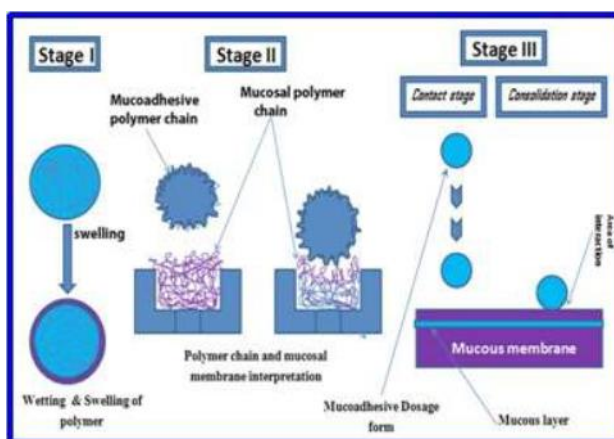 Stage I
Stage II
Stage III
Contact stage
Consolidation stage
Mucoadhesive
polymer chain
Mucosal polymer
chain
swelling
Area of
interaction
Mucous membrane
Polymer chain and mucosal
membrane interpretation
Wetting & Swelling of
polymer
Mucoadhesive Dosage
form
Mucous layer